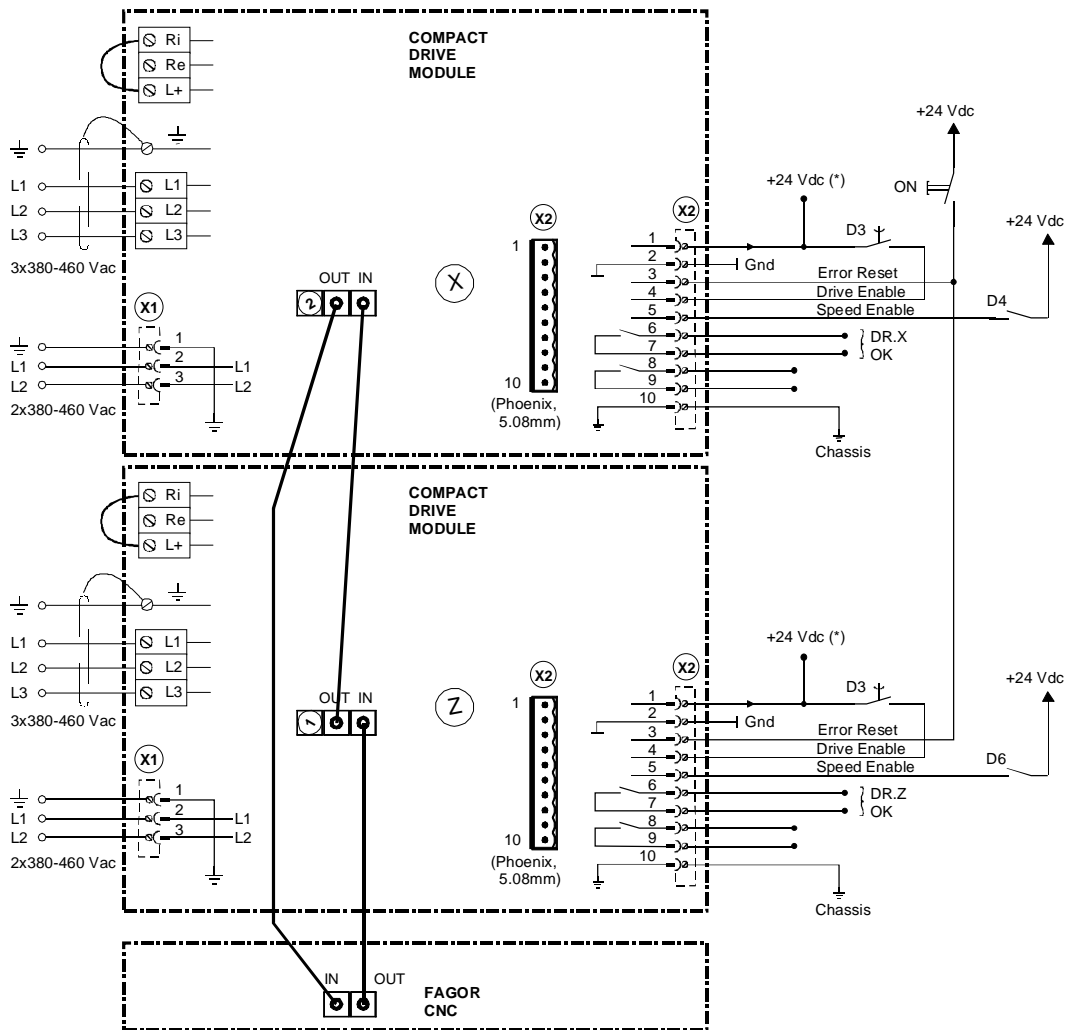 COMPACT
DRIVE
MODULE
Ri
Re
L+
L1 L1
L2 L2
L3 L3
3x380-460 Vac
X1
1
L1 2 L1
L2 3 L2
2x380-460 Vac
OUT IN
2
X
X2
1
10
(Phoenix,
5.08mm)
X2
+24 Vdc
ON
+24 Vdc (*)
+24 Vdc
1 D3
2 Gnd
3 Error Reset
4 Drive Enable
5 Speed Enable D4
6 DR.X
7 OK
8
9
10
Chassis
COMPACT
DRIVE
MODULE
Ri
Re
L+
L1 L1
L2 L2
L3 L3
3x380-460 Vac
X1
1
L1 2 L1
L2 3 L2
2x380-460 Vac
OUT IN
1
Z
X2
1
10
(Phoenix,
5.08mm)
X2
+24 Vdc (*)
+24 Vdc
1 D3
2 Gnd
3 Error Reset
4 Drive Enable
5 Speed Enable D6
6 DR.Z
7 OK
8
9
10
Chassis
IN OUT
FAGOR
CNC